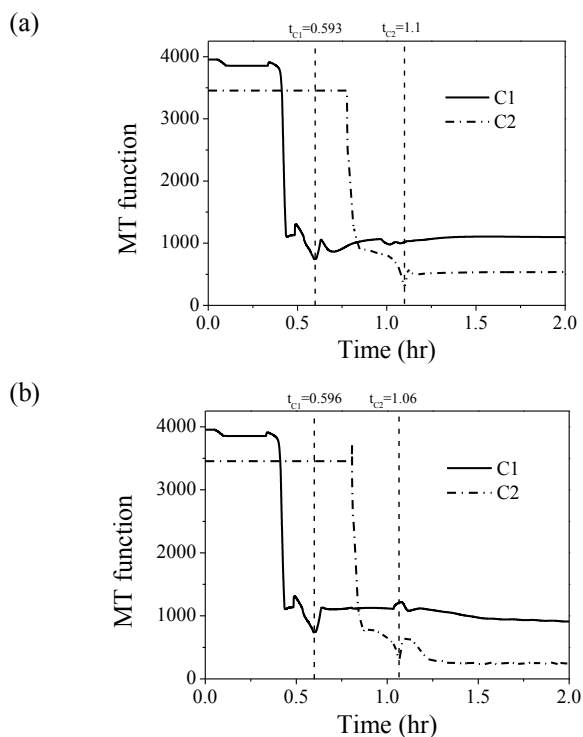 (a)
t_C1=0.593 t_C2=1.1
4000
3000
2000
1000
0
MT function
C1
C2
0.0 0.5 1.0 1.5 2.0
Time (hr)
(b)
t_C1=0.596 t_C2=1.06
4000
3000
2000
1000
0
MT function
C1
C2
0.0 0.5 1.0 1.5 2.0
Time (hr)